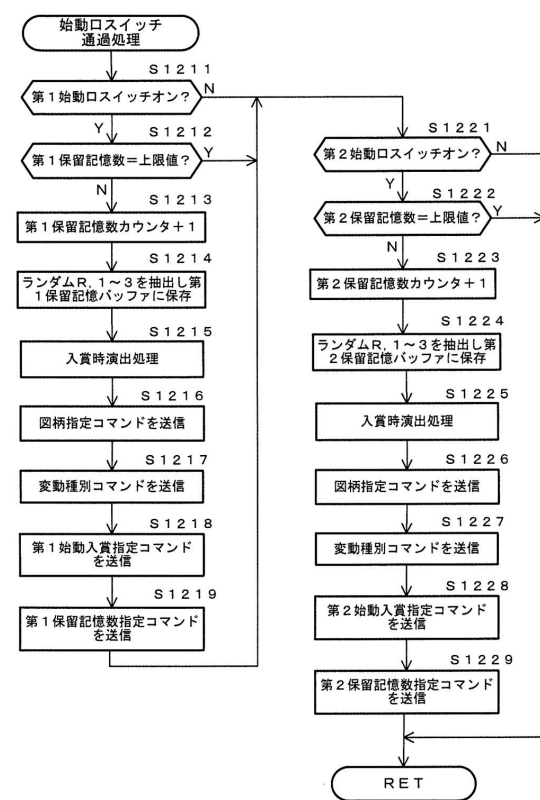 始動口スイッチ
通過処理
S1211
第1始動口スイッチオン？
N
Y
S1212
第1保留記憶数＝上限値？
Y
N
S1213
第1保留記憶数カウンタ＋1
S1214
ランダムR，1～3を抽出し第
1保留記憶バッファに保存
S1215
入賞時演出処理
S1216
図柄指定コマンドを送信
S1217
変動種別コマンドを送信
S1218
第1始動入賞指定コマンド
を送信
S1219
第1保留記憶数指定コマンド
を送信
S1221
第2始動口スイッチオン？
N
Y
S1222
第2保留記憶数＝上限値？
Y
N
S1223
第2保留記憶数カウンタ＋1
S1224
ランダムR，1～3を抽出し第
2保留記憶バッファに保存
S1225
入賞時演出処理
S1226
図柄指定コマンドを送信
S1227
変動種別コマンドを送信
S1228
第2始動入賞指定コマンド
を送信
S1229
第2保留記憶数指定コマンド
を送信
RET